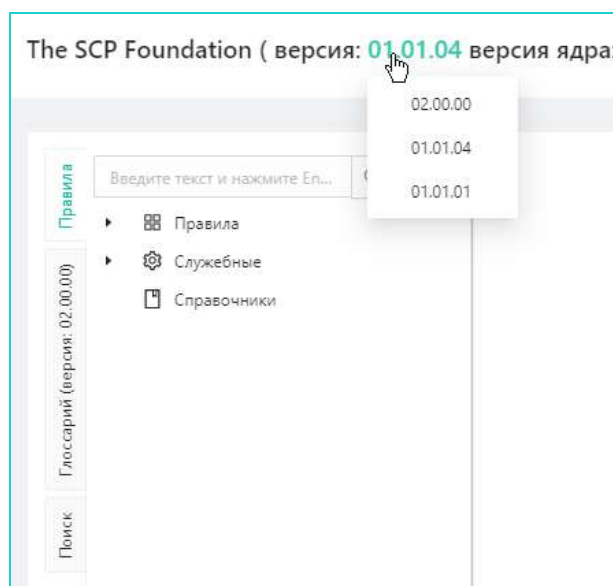 The SCP Foundation ( версия: 01.01.04 версия ядра:
02.00.00
01.01.04
01.01.01
Правила
Введите текст и нажмите En...
Правила
Служебные
Справочники
Глоссарий (версия: 02.00.00)
Поиск